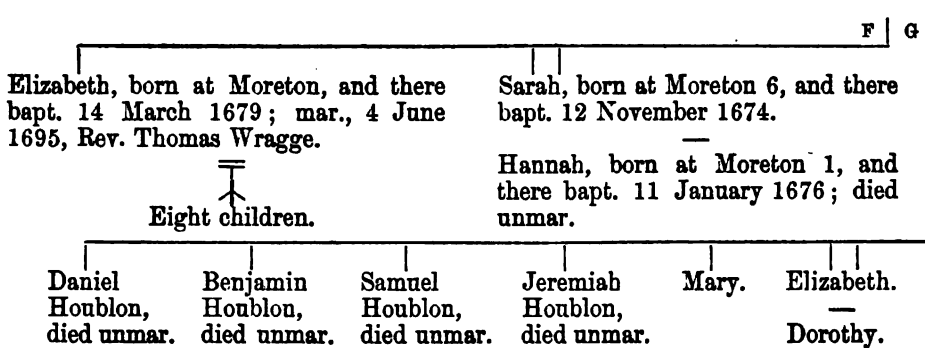 F G
Elizabeth, born at Moreton, and there
bapt. 14 March 1679; mar., 4 June
1695, Rev. Thomas Wragge.
Eight children.
Sarah, born at Moreton 6, and there
bapt. 12 November 1674.
—
Hannah, born at Moreton 1, and
there bapt. 11 January 1676; died
unmar.
Daniel
Houblon,
died unmar.
Benjamin
Houblon,
died unmar.
Samuel
Houblon,
died unmar.
Jeremiah
Houblon,
died unmar.
Mary.
Elizabeth.
—
Dorothy.